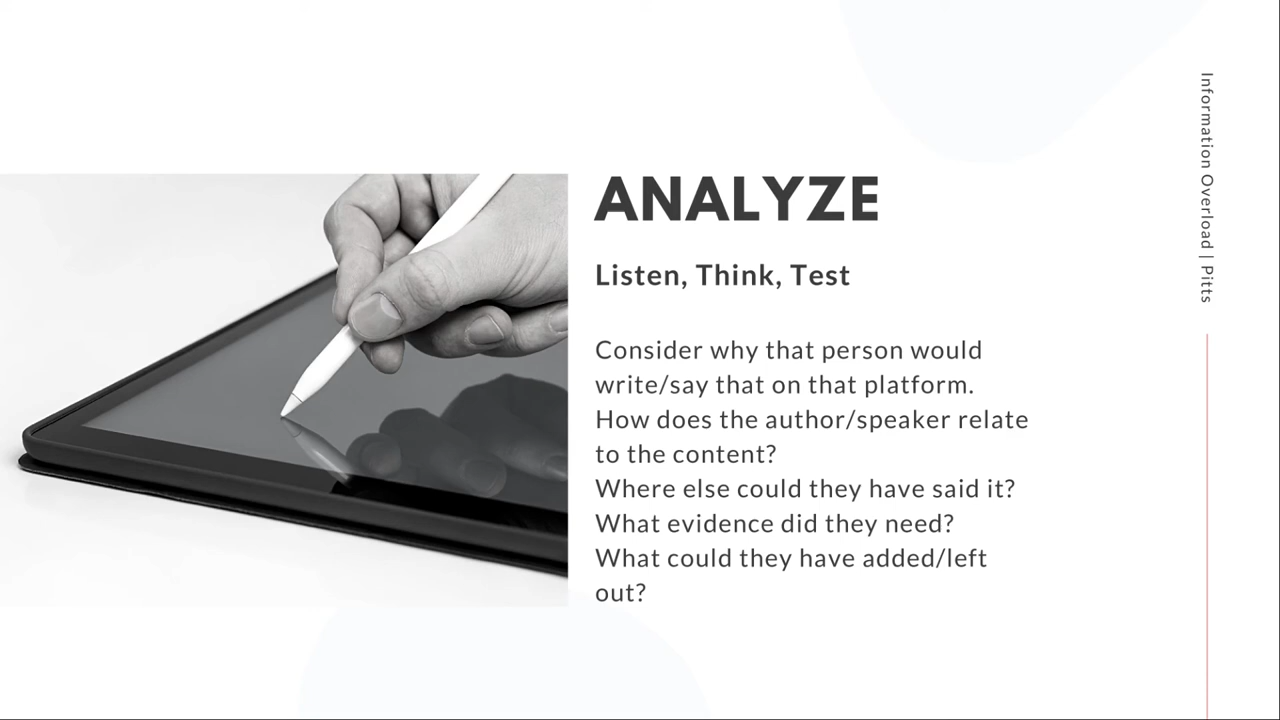 ANALYZE
Listen, Think, Test
Consider why that person would
write/say that on that platform.
How does the author/speaker relate
to the content?
Where else could they have said it?
What evidence did they need?
What could they have added/left
out?
Information Overload | Pitts